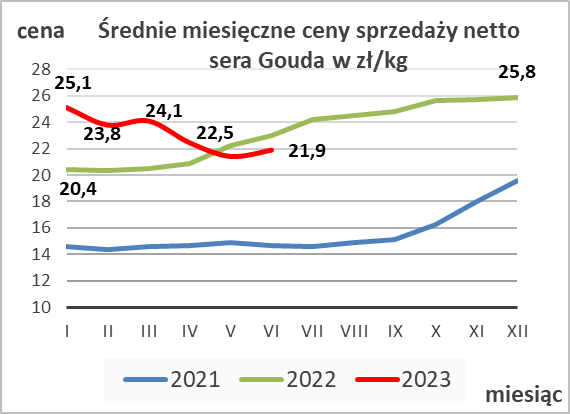 cena
Średnie miesięczne ceny sprzedaży netto
sera Gouda w zł/kg
28
26
24
22
20
18
16
14
12
10
25,1
23,8
24,1
22,5
21,9
20,4
25,8
I II III IV V VI VII VIII IX X XI XII
2021 2022 2023
miesiąc